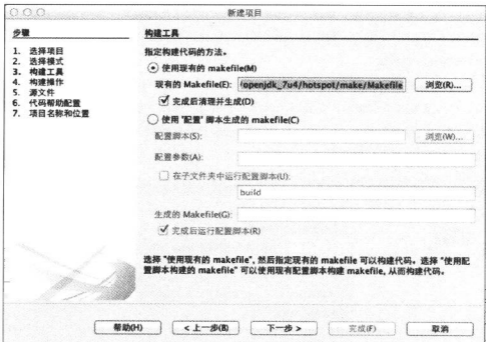 新建项目
步骤
1. 选择项目
2. 选择模式
3. 构建工具
4. 构建操作
5. 源文件
6. 代码帮助配置
7. 项目名称和位置
构建工具
指定构建代码的方法。
使用现有的 makefile(M)
现有的 Makefile(E): /openjdk_7u4/hotspot/make/Makefile 浏览(R)...
完成后清理并生成(D)
使用"配置" 脚本生成的 makefile(C)
配置脚本(S): 浏览(W)...
配置参数(A):
在子文件夹中运行配置脚本(U):
build
生成的 Makefile(G):
完成后运行配置脚本(R)
选择 "使用现有的 makefile", 然后指定现有的 makefile 可以构建代码。选择 "使用配
置脚本构建的 makefile" 可以使用现有配置脚本构建 makefile, 从而构建代码。
帮助(H) < 上一步(B) 下一步 > 完成(F) 取消